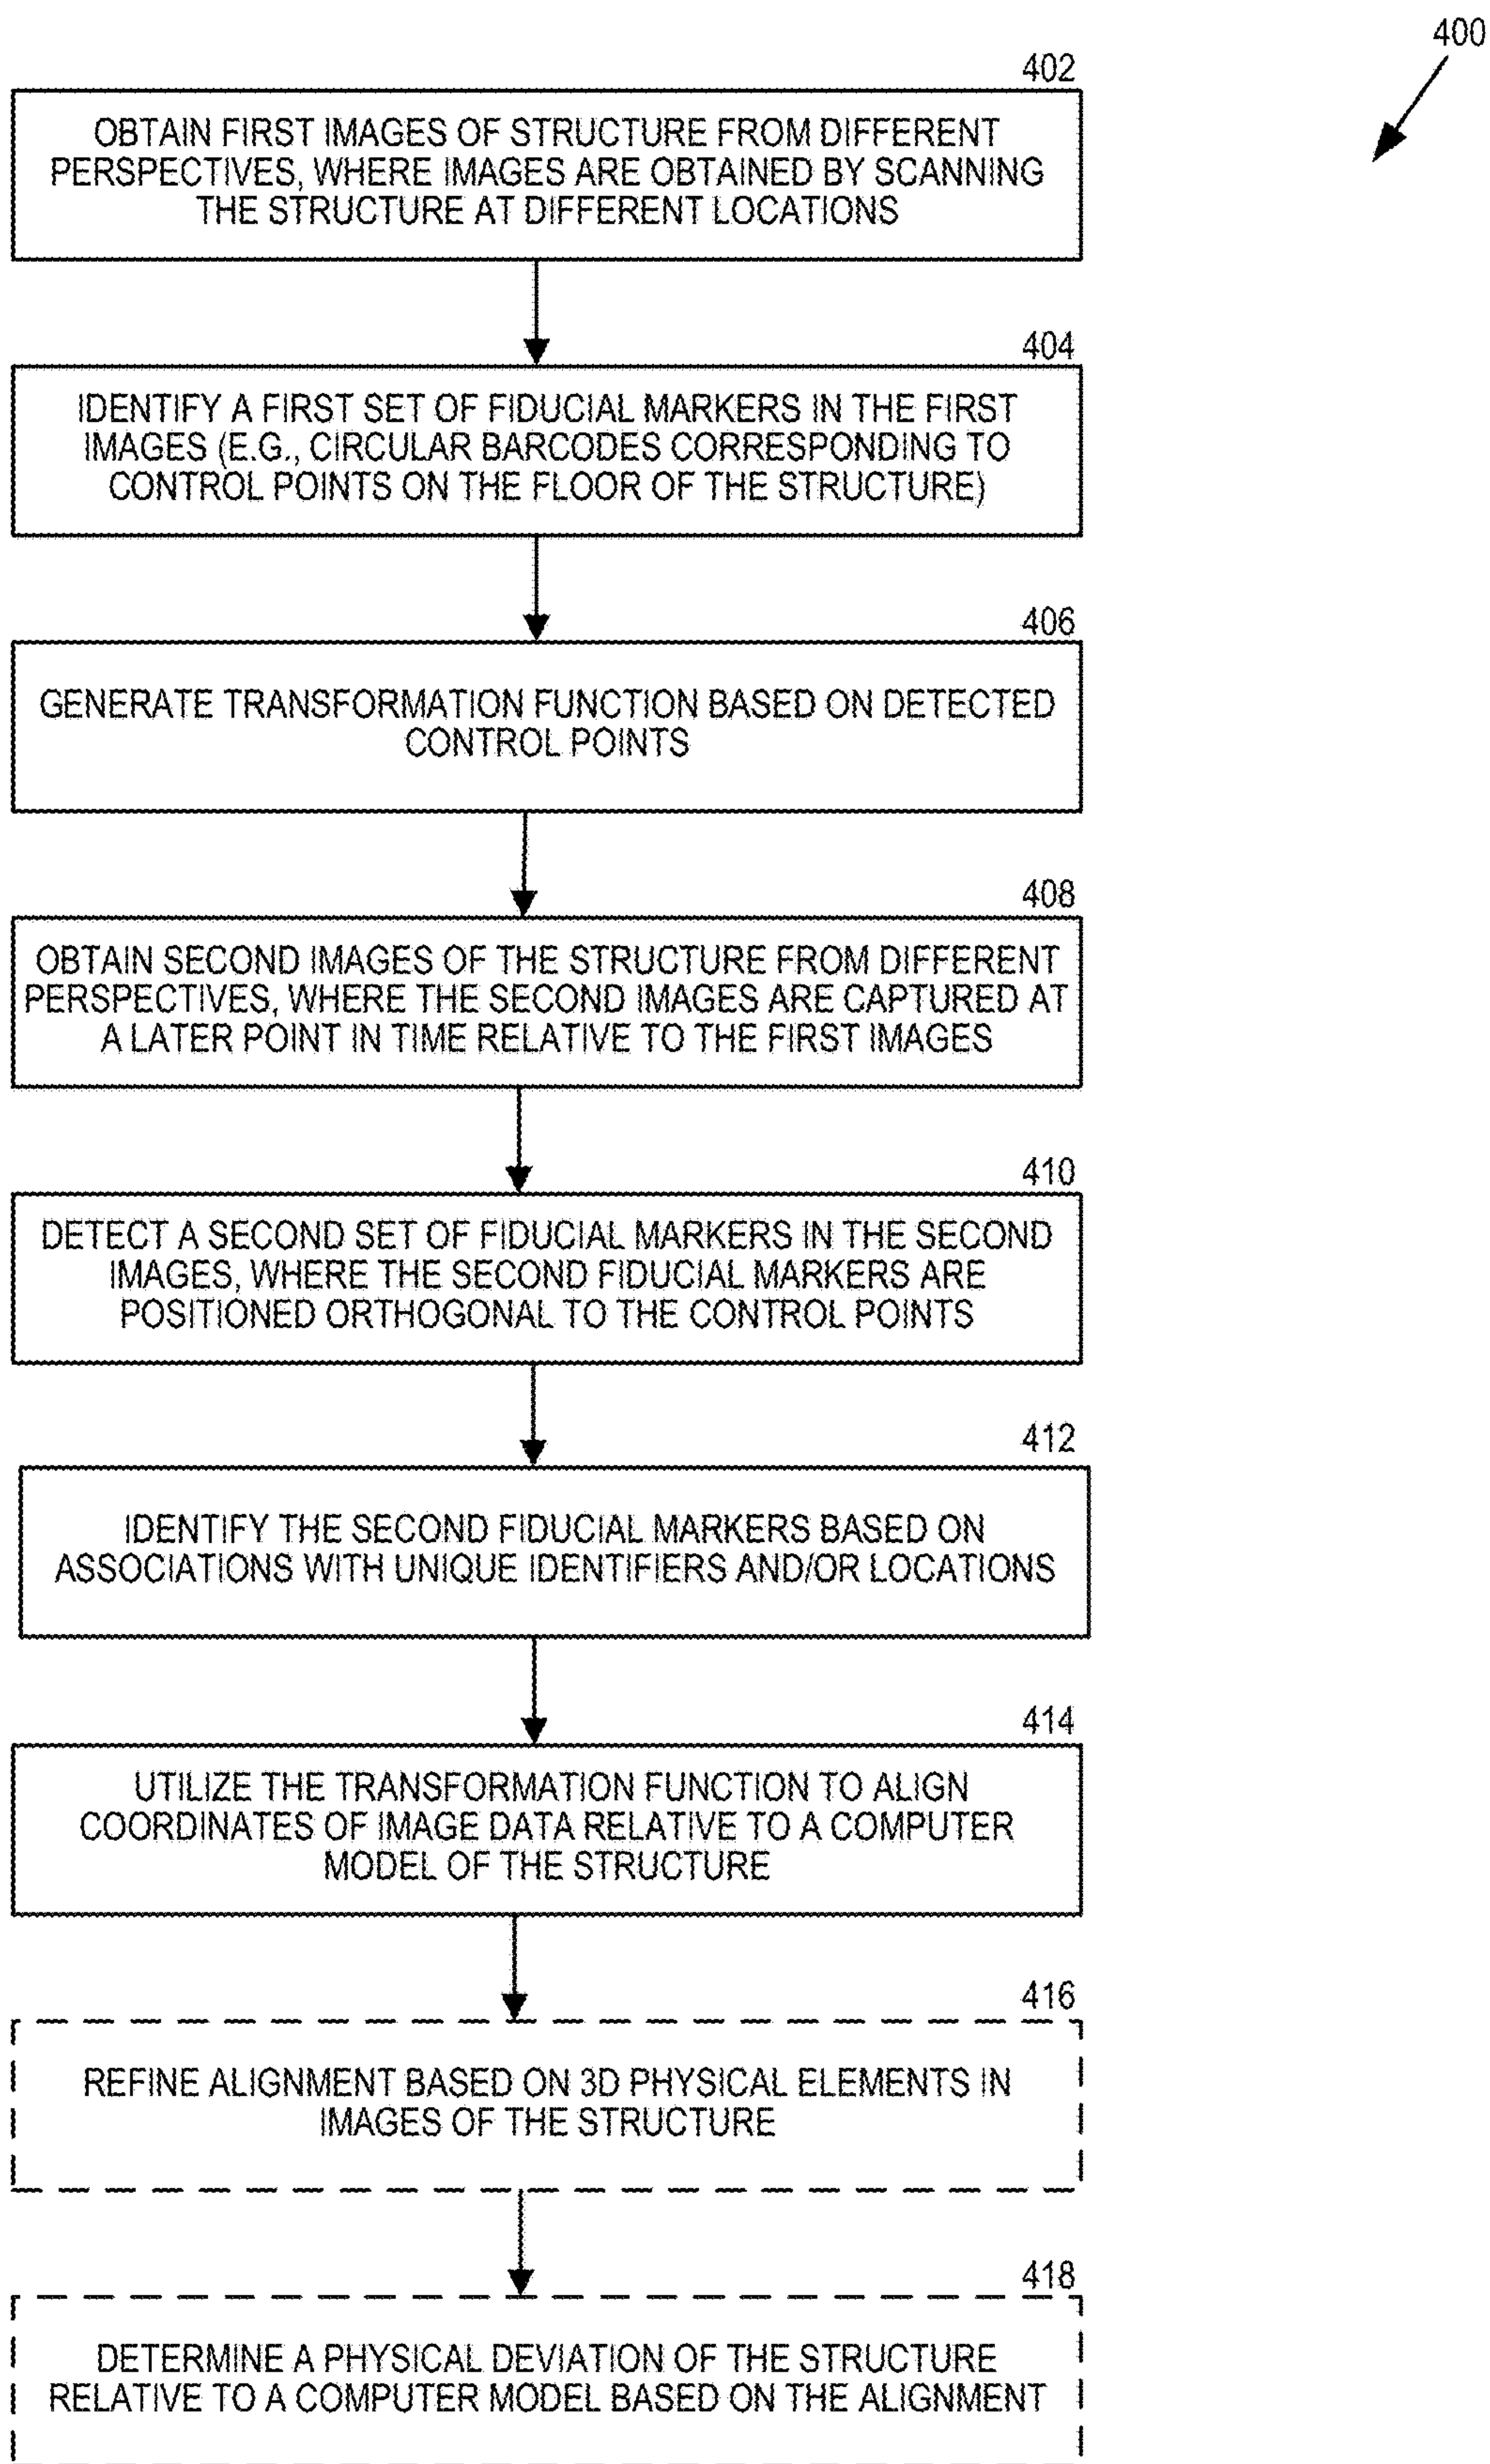 400
402
OBTAIN FIRST IMAGES OF STRUCTURE FROM DIFFERENT
PERSPECTIVES, WHERE IMAGES ARE OBTAINED BY SCANNING
THE STRUCTURE AT DIFFERENT LOCATIONS
404
IDENTIFY A FIRST SET OF FIDUCIAL MARKERS IN THE FIRST
IMAGES (E.G., CIRCULAR BARCODES CORRESPONDING TO
CONTROL POINTS ON THE FLOOR OF THE STRUCTURE)
406
GENERATE TRANSFORMATION FUNCTION BASED ON DETECTED
CONTROL POINTS
408
OBTAIN SECOND IMAGES OF THE STRUCTURE FROM DIFFERENT
PERSPECTIVES, WHERE THE SECOND IMAGES ARE CAPTURED AT
A LATER POINT IN TIME RELATIVE TO THE FIRST IMAGES
410
DETECT A SECOND SET OF FIDUCIAL MARKERS IN THE SECOND
IMAGES, WHERE THE SECOND FIDUCIAL MARKERS ARE
POSITIONED ORTHOGONAL TO THE CONTROL POINTS
412
IDENTIFY THE SECOND FIDUCIAL MARKERS BASED ON
ASSOCIATIONS WITH UNIQUE IDENTIFIERS AND/OR LOCATIONS
414
UTILIZE THE TRANSFORMATION FUNCTION TO ALIGN
COORDINATES OF IMAGE DATA RELATIVE TO A COMPUTER
MODEL OF THE STRUCTURE
416
REFINE ALIGNMENT BASED ON 3D PHYSICAL ELEMENTS IN
IMAGES OF THE STRUCTURE
418
DETERMINE A PHYSICAL DEVIATION OF THE STRUCTURE
RELATIVE TO A COMPUTER MODEL BASED ON THE ALIGNMENT